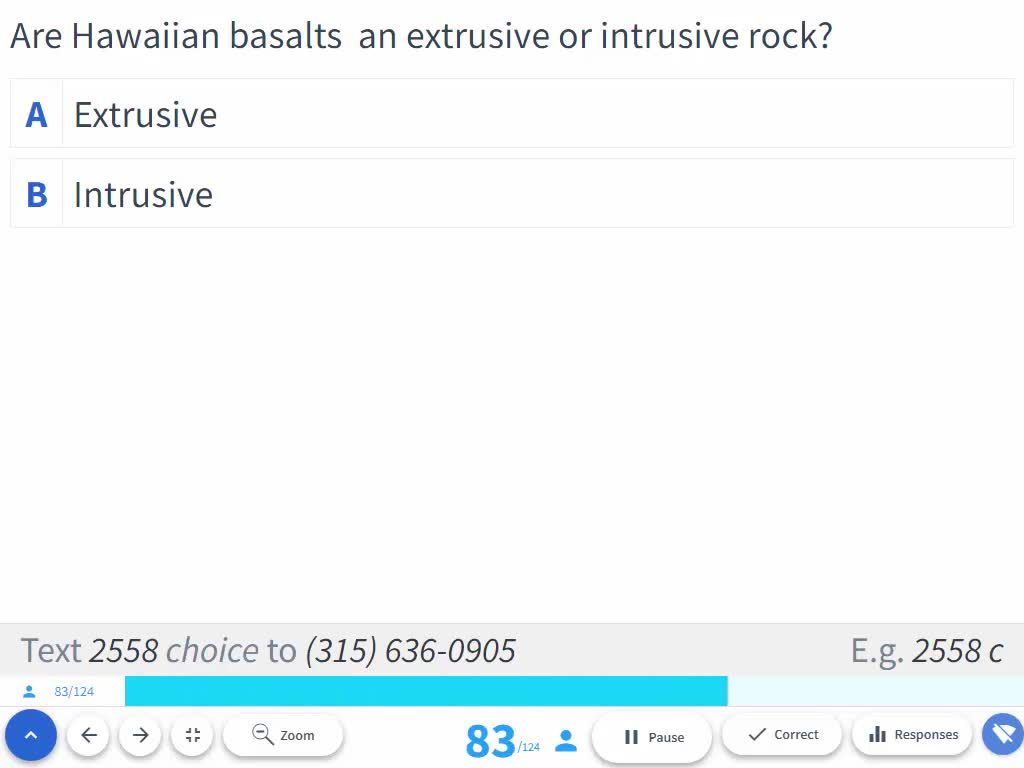 Are Hawaiian basalts  an extrusive or intrusive rock?
A Extrusive
B Intrusive
Text 2558 choice to (315) 636-0905 E.g. 2558 c
83/124
Zoom 83/124 Pause Correct Responses